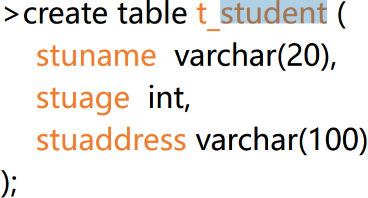 >create table t_student (
stuname  varchar(20),
stuage  int,
stuaddress varchar(100)
);